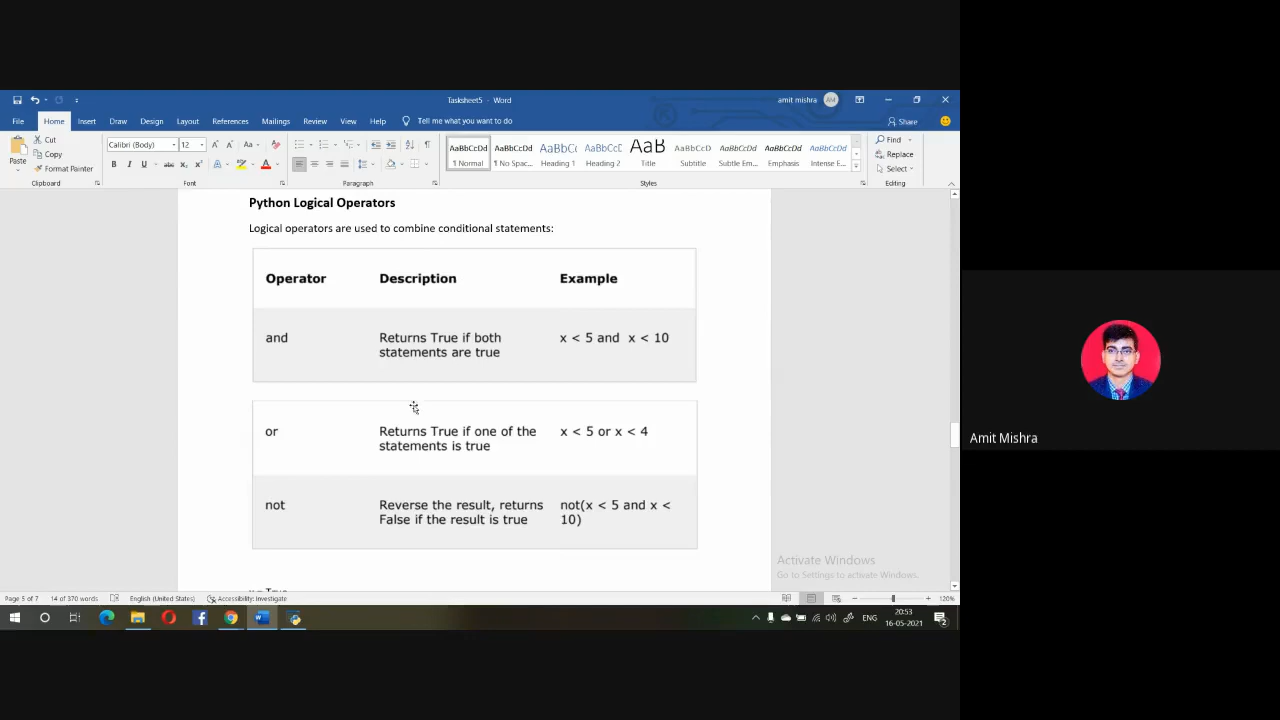 Tasksheet5 - Word
amit mishra
AM
File Home Insert Draw Design Layout References Mailings Review View Help Tell me what you want to do
Share
Paste
Cut
Copy
Format Painter
Calibri (Body) 12
AaBbCcDd AaBbCcDd AaBbC AaBbCcC AaB AaBbCcD AaBbCcDd AaBbCcDd AaBbCcDd
¶ Normal ¶ No Spac... Heading 1 Heading 2 Title Subtitle Subtle Em... Emphasis Intense E...
Find
Replace
Select
Clipboard Font Paragraph Styles Editing
Python Logical Operators
Logical operators are used to combine conditional statements:
Operator Description Example
and Returns True if both x < 5 and x < 10
statements are true
or Returns True if one of the x < 5 or x < 4
statements is true
not Reverse the result, returns not(x < 5 and x <
False if the result is true 10)
Activate Windows
Go to Settings to activate Windows.
Page 5 of 7 14 of 370 words English (United States) Accessibility: Investigate 120%
ENG
20:53
16-05-2021
2
Amit Mishra